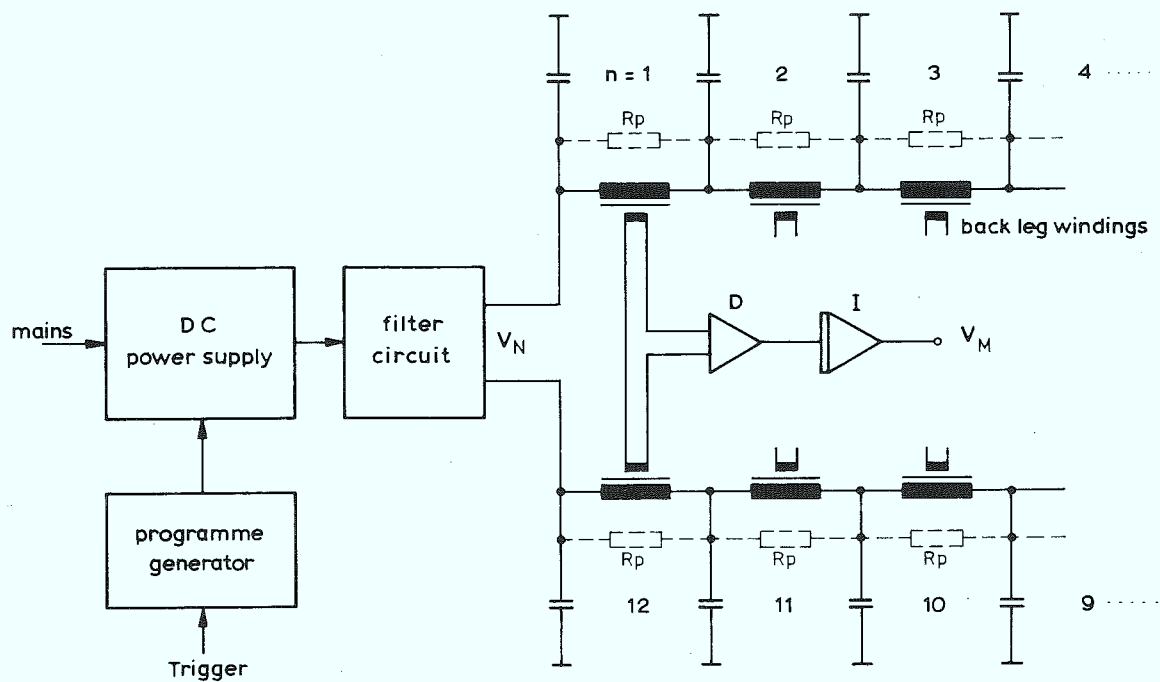 n = 1
2
3
4 .....
Rp
Rp
Rp
back leg windings
mains
DC
power supply
filter
circuit
V_N
D
I
V_M
programme
generator
Trigger
Rp
Rp
Rp
12
11
10
9 .....